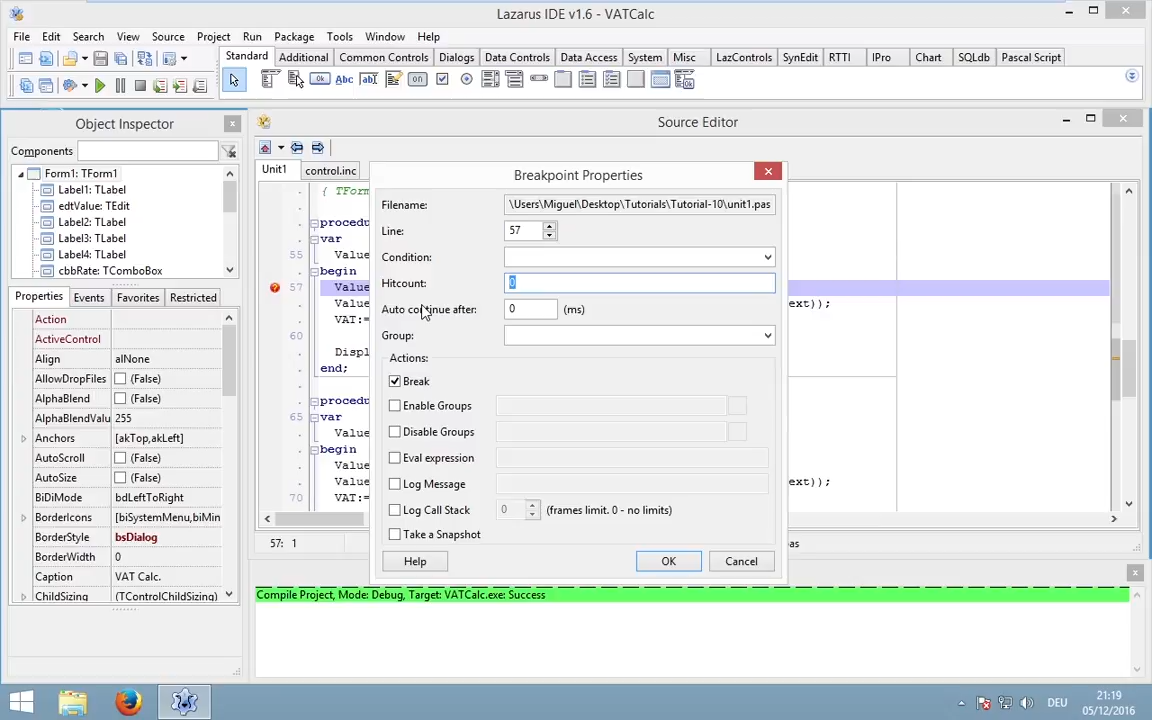 Lazarus IDE v1.6 - VATCalc
File Edit Search View Source Project Run Package Tools Window Help
Standard Additional Common Controls Dialogs Data Controls Data Access System Misc LazControls SynEdit RTTI IPro Chart SQLdb Pascal Script
Ok Abc ab on
Object Inspector
Components
Form1: TForm1
Label1: TLabel
edtValue: TEdit
Label2: TLabel
Label3: TLabel
Label4: TLabel
cbbRate: TComboBox
Properties Events Favorites Restricted
Action
ActiveControl
Align alNone
AllowDropFiles (False)
AlphaBlend (False)
AlphaBlendValu 255
Anchors [akTop,akLeft]
AutoScroll (False)
AutoSize (False)
BiDiMode bdLeftToRight
BorderIcons [biSystemMenu,biMin
BorderStyle bsDialog
BorderWidth 0
Caption VAT Calc.
ChildSizing (TControlChildSizing)
Source Editor
Unit1 control.inc
{ TFor
procedu
var
55 Value
begin
57 Value
Value ext));
VAT:=
60
Displ
end;
procedu
65 var
Value
begin
Value ext));
70 VAT:=
57: 1 as
Breakpoint Properties
Filename: \Users\Miguel\Desktop\Tutorials\Tutorial-10\unit1.pas
Line: 57
Condition:
Hitcount: 0
Auto continue after: 0 (ms)
Group:
Actions:
Break
Enable Groups
Disable Groups
Eval expression
Log Message
Log Call Stack 0 (frames limit. 0 - no limits)
Take a Snapshot
Help OK Cancel
Compile Project, Mode: Debug, Target: VATCalc.exe: Success
DEU 21:19
05/12/2016